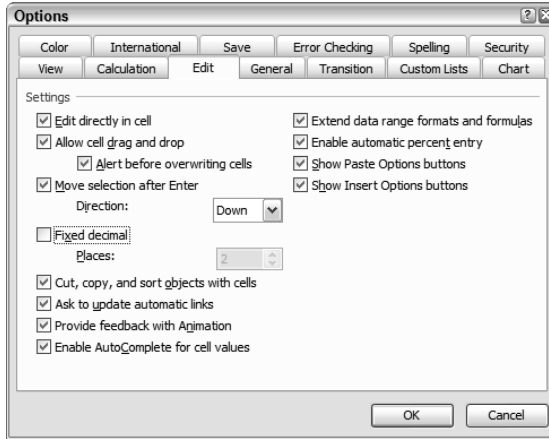 Options
Color International Save Error Checking Spelling Security
View Calculation Edit General Transition Custom Lists Chart
Settings
Edit directly in cell
Allow cell drag and drop
Alert before overwriting cells
Move selection after Enter
Direction: Down
Fixed decimal
Places: 2
Cut, copy, and sort objects with cells
Ask to update automatic links
Provide feedback with Animation
Enable AutoComplete for cell values
Extend data range formats and formulas
Enable automatic percent entry
Show Paste Options buttons
Show Insert Options buttons
OK Cancel